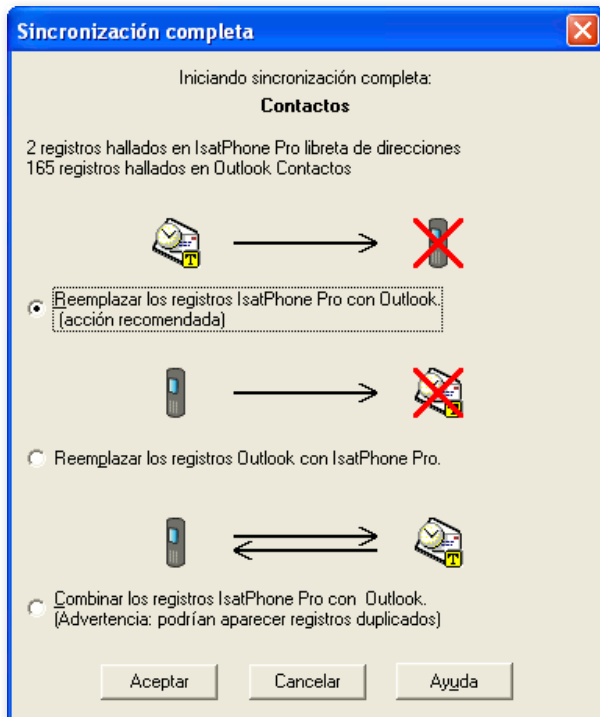 Sincronización completa
Iniciando sincronización completa:
Contactos
2 registros hallados en IsatPhone Pro libreta de direcciones
165 registros hallados en Outlook Contactos
T
Reemplazar los registros IsatPhone Pro con Outlook.
(acción recomendada)
T
Reemplazar los registros Outlook con IsatPhone Pro.
T
Combinar los registros IsatPhone Pro con Outlook.
(Advertencia: podrían aparecer registros duplicados)
Aceptar Cancelar Ayuda